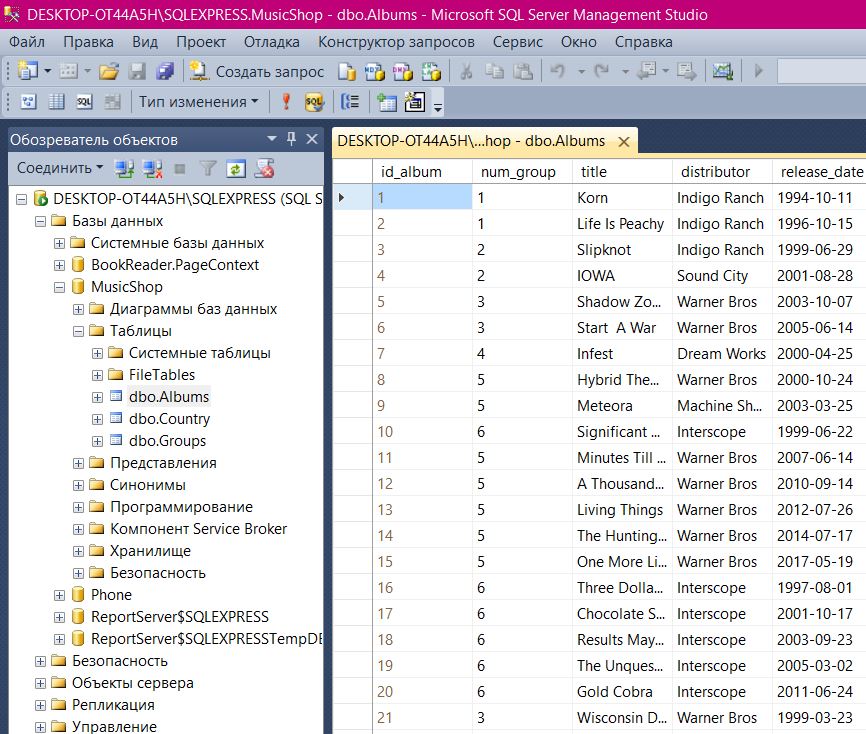 DESKTOP-OT44A5H\SQLEXPRESS.MusicShop - dbo.Albums - Microsoft SQL Server Management Studio
Файл Правка Вид Проект Отладка Конструктор запросов Сервис Окно Справка
Создать запрос
Тип изменения
Обозреватель объектов
Соединить
DESKTOP-OT44A5H\SQLEXPRESS (SQL S
Базы данных
Системные базы данных
BookReader.PageContext
MusicShop
Диаграммы баз данных
Таблицы
Системные таблицы
FileTables
dbo.Albums
dbo.Country
dbo.Groups
Представления
Синонимы
Программирование
Компонент Service Broker
Хранилище
Безопасность
Phone
ReportServer$SQLEXPRESS
ReportServer$SQLEXPRESSTempDE
Безопасность
Объекты сервера
Репликация
Управление
DESKTOP-OT44A5H\...hop - dbo.Albums
id_album num_group title distributor release_date
1 1 Korn Indigo Ranch 1994-10-11
2 1 Life Is Peachy Indigo Ranch 1996-10-15
3 2 Slipknot Indigo Ranch 1999-06-29
4 2 IOWA Sound City 2001-08-28
5 3 Shadow Zo... Warner Bros 2003-10-07
6 3 Start A War Warner Bros 2005-06-14
7 4 Infest Dream Works 2000-04-25
8 5 Hybrid The... Warner Bros 2000-10-24
9 5 Meteora Machine Sh... 2003-03-25
10 6 Significant ... Interscope 1999-06-22
11 5 Minutes Till ... Warner Bros 2007-06-14
12 5 A Thousand... Warner Bros 2010-09-14
13 5 Living Things Warner Bros 2012-07-26
14 5 The Hunting... Warner Bros 2014-07-17
15 5 One More Li... Warner Bros 2017-05-19
16 6 Three Dolla... Interscope 1997-08-01
17 6 Chocolate S... Interscope 2001-10-17
18 6 Results May... Interscope 2003-09-23
19 6 The Unques... Interscope 2005-03-02
20 6 Gold Cobra Interscope 2011-06-24
21 3 Wisconsin D... Warner Bros 1999-03-23